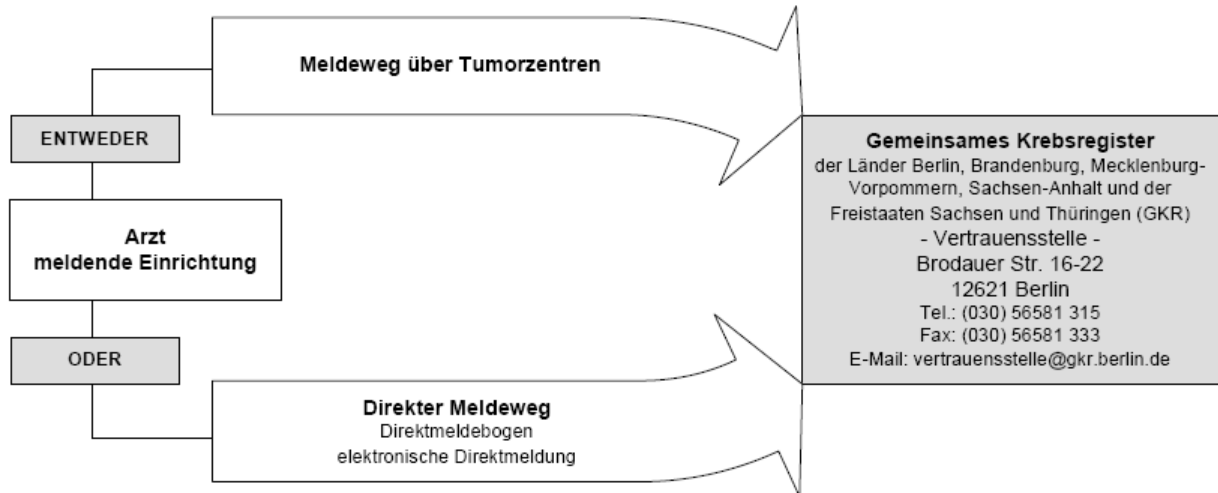 Meldeweg über Tumorzentren
ENTWEDER
Arzt
meldende Einrichtung
ODER
Direkter Meldeweg
Direktmeldebogen
elektronische Direktmeldung
Gemeinsames Krebsregister
der Länder Berlin, Brandenburg, Mecklenburg-
Vorpommern, Sachsen-Anhalt und der
Freistaaten Sachsen und Thüringen (GKR)
- Vertrauensstelle -
Brodauer Str. 16-22
12621 Berlin
Tel.: (030) 56581 315
Fax: (030) 56581 333
E-Mail: vertrauensstelle@gkr.berlin.de